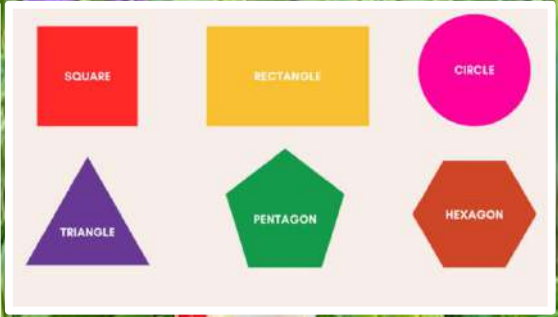 SQUARE
RECTANGLE
CIRCLE
TRIANGLE
PENTAGON
HEXAGON